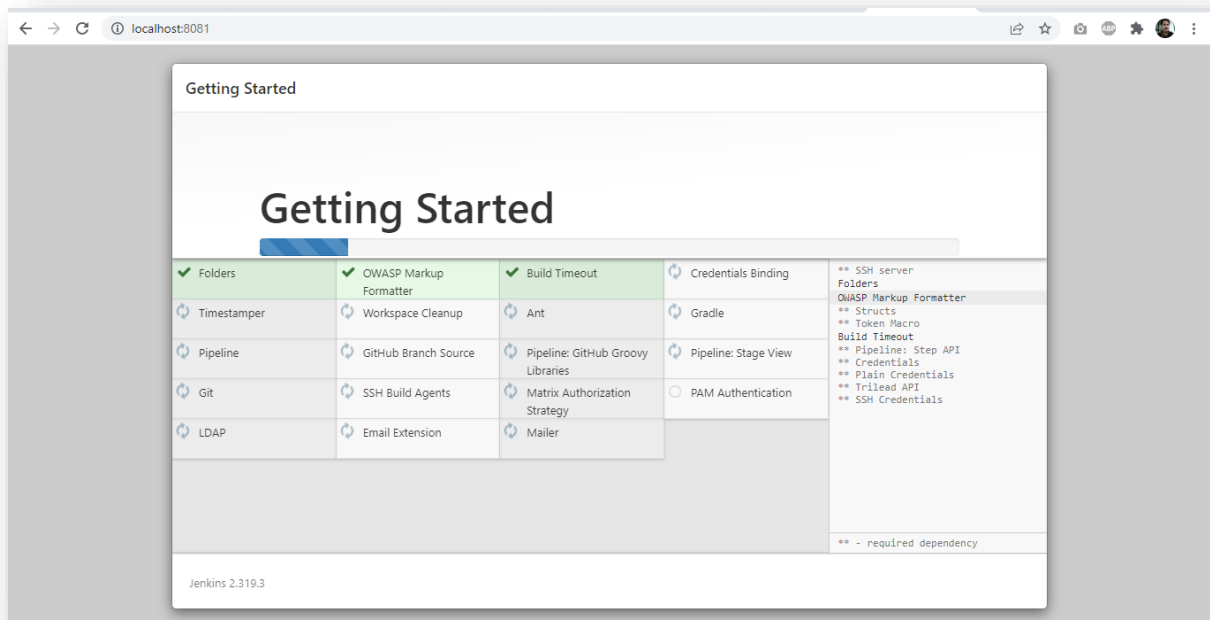 localhost:8081
ABP
Getting Started
Getting Started
Folders
OWASP Markup
Formatter
Build Timeout
Credentials Binding
Timestamper
Workspace Cleanup
Ant
Gradle
Pipeline
GitHub Branch Source
Pipeline: GitHub Groovy
Libraries
Pipeline: Stage View
Git
SSH Build Agents
Matrix Authorization
Strategy
PAM Authentication
LDAP
Email Extension
Mailer
** SSH server
Folders
OWASP Markup Formatter
** Structs
** Token Macro
Build Timeout
** Pipeline: Step API
** Credentials
** Plain Credentials
** Trilead API
** SSH Credentials
** - required dependency
Jenkins 2.319.3